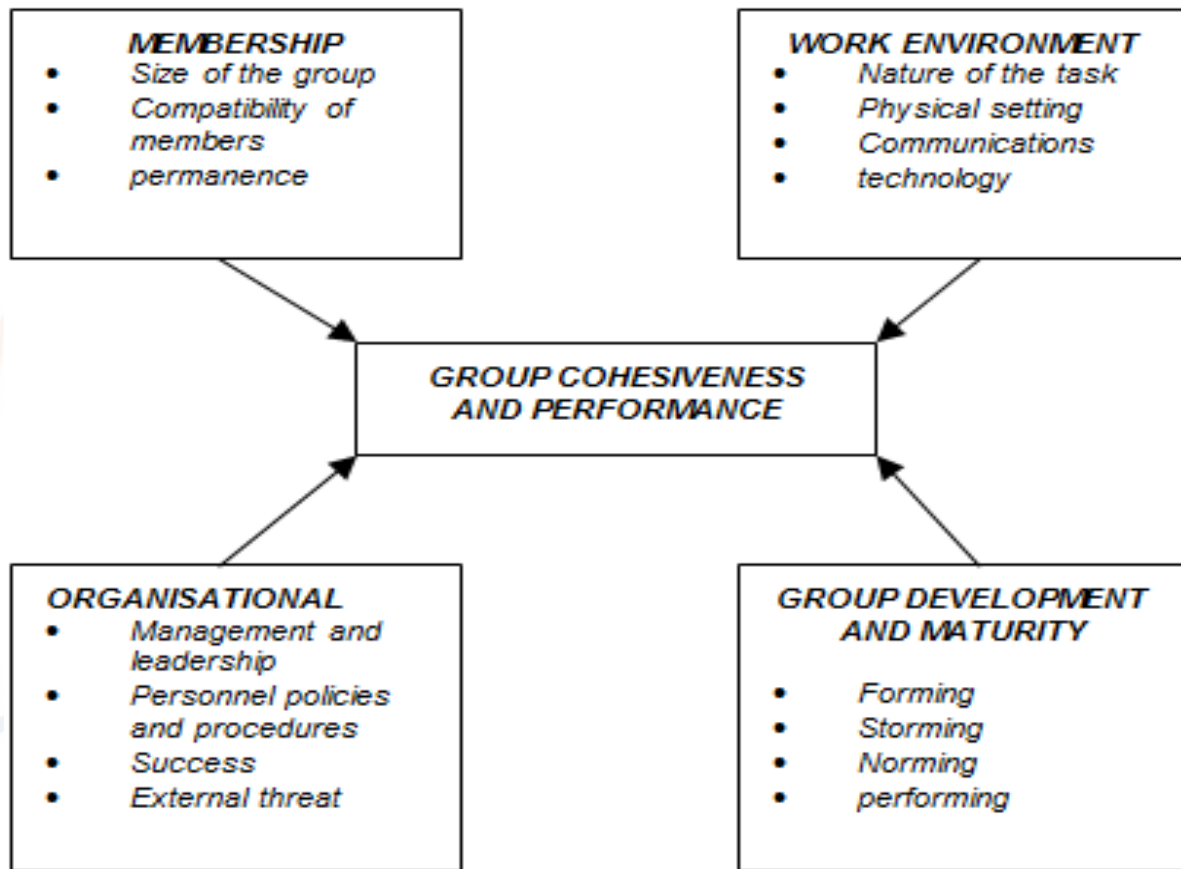 MEMBERSHIP
• Size of the group
• Compatibility of
members
• permanence
WORK ENVIRONMENT
• Nature of the task
• Physical setting
• Communications
• technology
GROUP COHESIVENESS
AND PERFORMANCE
ORGANISATIONAL
• Management and
leadership
• Personnel policies
and procedures
• Success
• External threat
GROUP DEVELOPMENT
AND MATURITY
• Forming
• Storming
• Norming
• performing